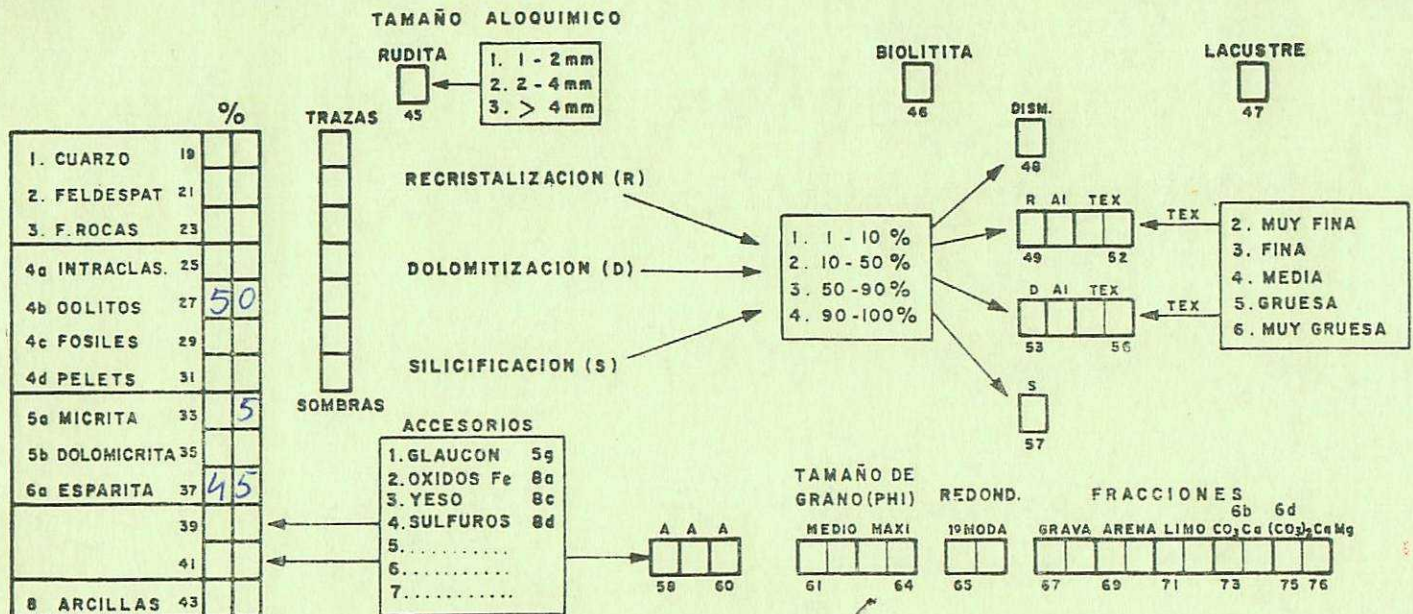 TAMAÑO ALOQUIMICO
RUDITA
45
1. 1 - 2mm
2. 2 - 4mm
3. > 4mm
BIOLITITA
46
LACUSTRE
47
%
TRAZAS
1. CUARZO 19
2. FELDESPAT 21
3. F. ROCAS 23
4a INTRACLAS. 25
4b OOLITOS 27 50
4c FOSILES 29
4d PELETS 31
5a MICRITA 33 5
5b DOLOMICRITA 35
6a ESPARITA 37 45
39
41
8 ARCILLAS 43
SOMBRAS
RECRISTALIZACION (R)
DOLOMITIZACION (D)
SILICIFICACION (S)
1. 1 - 10 %
2. 10 - 50 %
3. 50 - 90 %
4. 90 - 100%
DISM.
48
R AI TEX
49 52
TEX
D AI TEX
53 56
TEX
2. MUY FINA
3. FINA
4. MEDIA
5. GRUESA
6. MUY GRUESA
S
57
ACCESORIOS
1. GLAUCON 5g
2. OXIDOS Fe 8a
3. YESO 8c
4. SULFUROS 8d
5. ............
6. ............
7. ............
A A A
58 60
TAMAÑO DE
GRANO (PHI)
MEDIO MAXI
61 64
REDOND.
1º MODA
65
FRACCIONES
6b 6d
GRAVA ARENA LIMO CO₃Ca (CO₃)₂CaMg
67 69 71 73 75 76